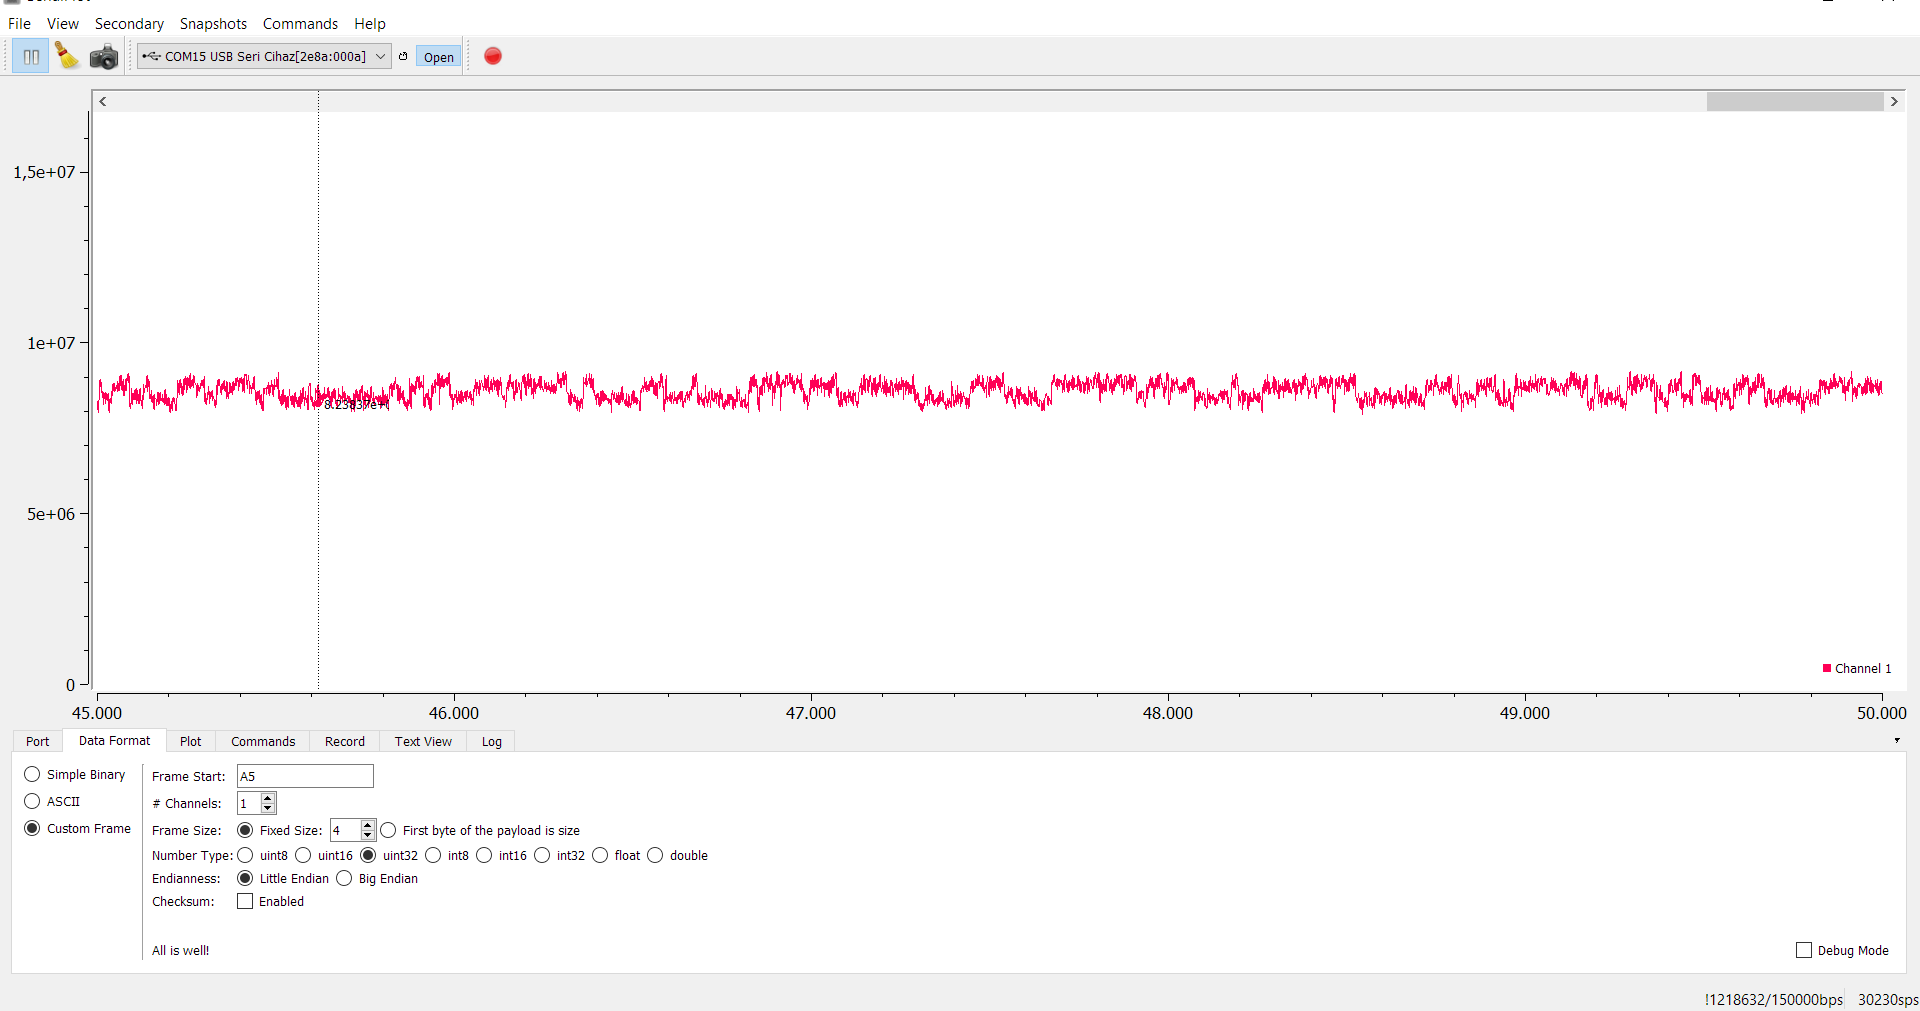 File View Secondary Snapshots Commands Help
COM15 USB Seri Cihaz[2e8a:000a] Open
1,5e+07
1e+07
5e+06
0
Channel 1
45.000 46.000 47.000 48.000 49.000 50.000
Port Data Format Plot Commands Record Text View Log
Simple Binary
ASCII
Custom Frame
Frame Start: A5
# Channels: 1
Frame Size: Fixed Size: 4 First byte of the payload is size
Number Type: uint8 uint16 uint32 int8 int16 int32 float double
Endianness: Little Endian Big Endian
Checksum: Enabled
All is well!
Debug Mode
!1218632/150000bps 30230sps